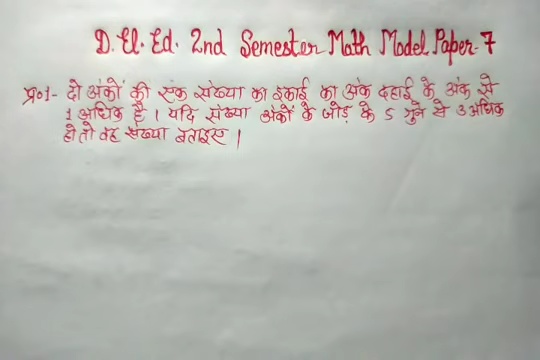 D. El. Ed. 2nd Semester Math Model Paper-7
प्र०1- दो अंकों की एक संख्या का इकाई का अंक दहाई के अंक से
1 अधिक है । यदि संख्या अंकों के जोड़ के 5 गुने से 3 अधिक
हो तो वह संख्या बताइए ।